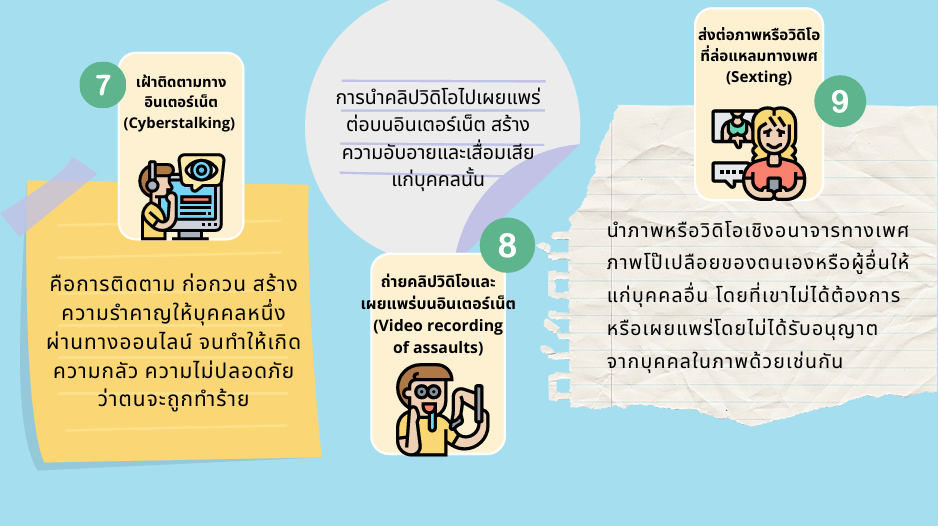 7
เฝ้าติดตามทาง
อินเตอร์เน็ต
(Cyberstalking)
คือการติดตาม ก่อกวน สร้าง
ความรำคาญให้บุคคลหนึ่ง
ผ่านทางออนไลน์ จนทำให้เกิด
ความกลัว ความไม่ปลอดภัย
ว่าตนจะถูกทำร้าย
การนำคลิปวิดิโอไปเผยแพร่
ต่อบนอินเตอร์เน็ต สร้าง
ความอับอายและเสื่อมเสีย
แก่บุคคลนั้น
8
ถ่ายคลิปวิดิโอและ
เผยแพร่บนอินเตอร์เน็ต
(Video recording
of assaults)
ส่งต่อภาพหรือวิดิโอ
ที่ล่อแหลมทางเพศ
(Sexting)
9
นำภาพหรือวิดิโอเชิงอนาจารทางเพศ
ภาพโป๊เปลือยของตนเองหรือผู้อื่นให้
แก่บุคคลอื่น โดยที่เขาไม่ได้ต้องการ
หรือเผยแพร่โดยไม่ได้รับอนุญาต
จากบุคคลในภาพด้วยเช่นกัน